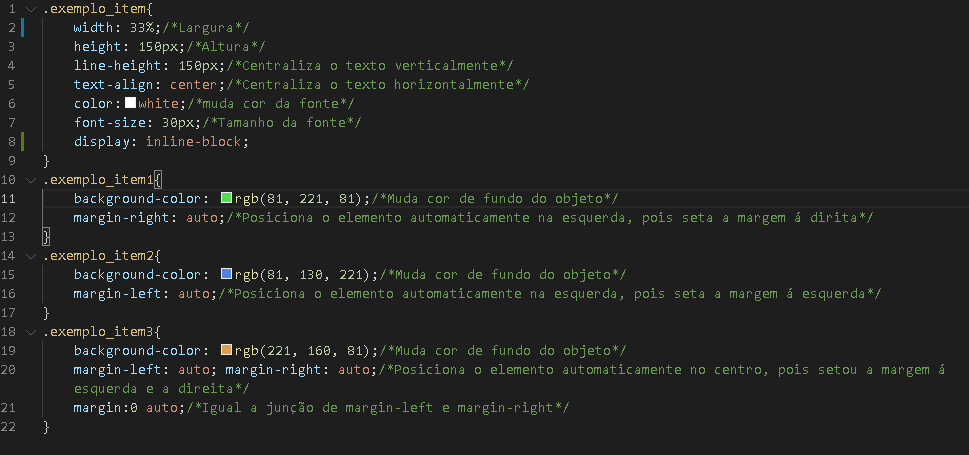 1 .exemplo_item{
2 width: 33%;/*Largura*/
3 height: 150px;/*Altura*/
4 line-height: 150px;/*Centraliza o texto verticalmente*/
5 text-align: center;/*Centraliza o texto horizontalmente*/
6 color: white;/*muda cor da fonte*/
7 font-size: 30px;/*Tamanho da fonte*/
8 display: inline-block;
9 }
10 .exemplo_item1{
11 background-color: rgb(81, 221, 81);/*Muda cor de fundo do objeto*/
12 margin-right: auto;/*Posiciona o elemento automaticamente na esquerda, pois seta a margem á dirita*/
13 }
14 .exemplo_item2{
15 background-color: rgb(81, 130, 221);/*Muda cor de fundo do objeto*/
16 margin-left: auto;/*Posiciona o elemento automaticamente na esquerda, pois seta a margem á esquerda*/
17 }
18 .exemplo_item3{
19 background-color: rgb(221, 160, 81);/*Muda cor de fundo do objeto*/
20 margin-left: auto; margin-right: auto;/*Posiciona o elemento automaticamente no centro, pois setou a margem á
esquerda e a direita*/
21 margin:0 auto;/*Igual a junção de margin-left e margin-right*/
22 }